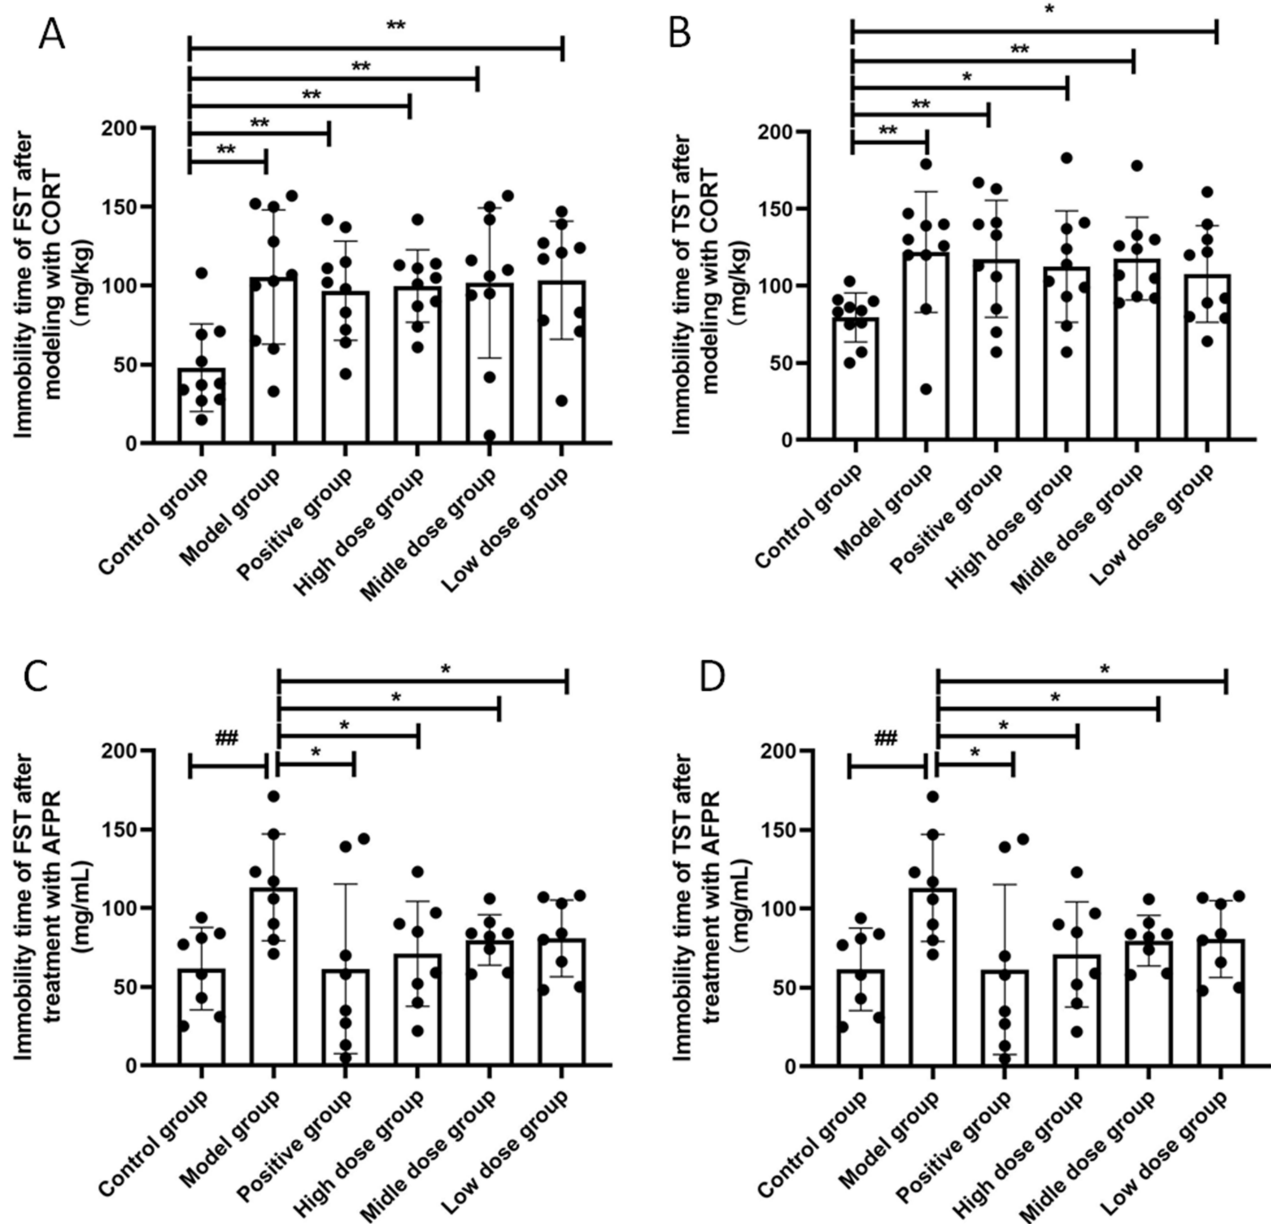 A
**
**
**
**
**
Immobility time of FST after
modeling with CORT
(mg/kg)
200
150
100
50
0
Control group
Model group
Positive group
High dose group
Midle dose group
Low dose group
B
*
**
*
**
**
Immobility time of TST after
modeling with CORT
(mg/kg)
200
150
100
50
0
Control group
Model group
Positive group
High dose group
Midle dose group
Low dose group
C
*
*
*
*
##
Immobility time of FST after
treatment with AFPR
(mg/mL)
200
150
100
50
0
Control group
Model group
Positive group
High dose group
Midle dose group
Low dose group
D
*
*
*
*
##
Immobility time of TST after
treatment with AFPR
(mg/mL)
200
150
100
50
0
Control group
Model group
Positive group
High dose group
Midle dose group
Low dose group